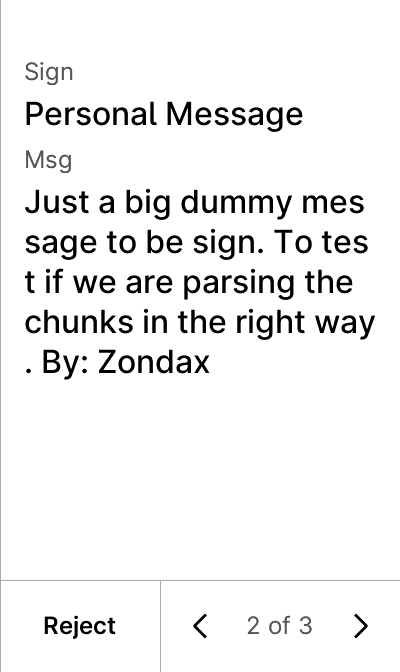 Sign
Personal Message
Msg
Just a big dummy mes
sage to be sign. To tes
t if we are parsing the
chunks in the right way
. By: Zondax
Reject
2 of 3